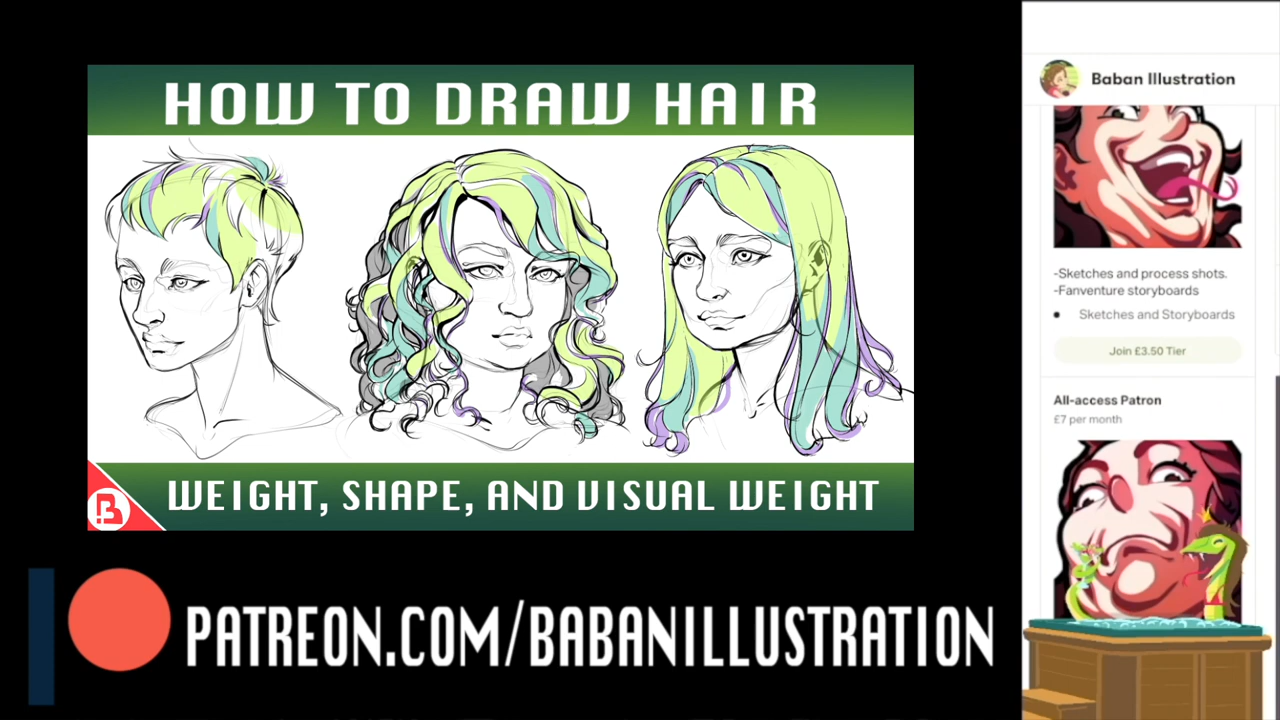 HOW TO DRAW HAIR
WEIGHT, SHAPE, AND VISUAL WEIGHT
B
PATREON.COM/BABANILLUSTRATION
Baban Illustration
-Sketches and process shots.
-Fanventure storyboards
Sketches and Storyboards
Join £3.50 Tier
All-access Patron
£7 per month